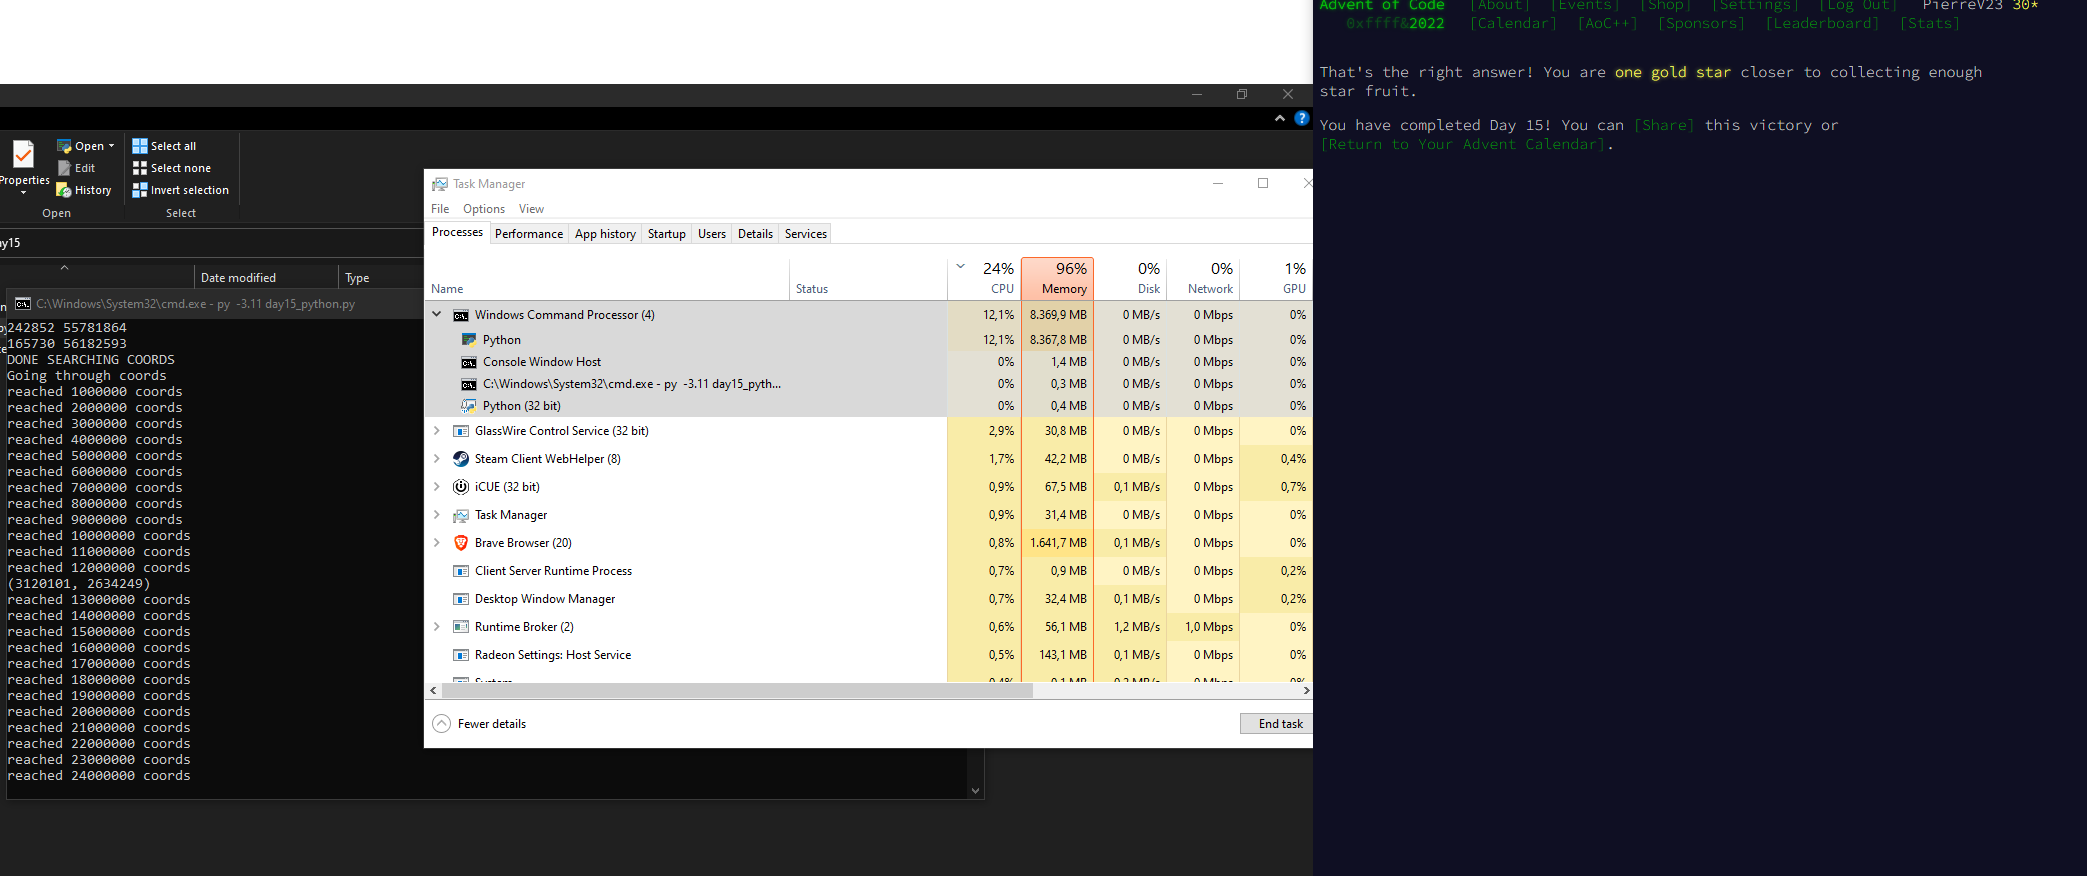 Properties
Open
Edit
History
Open
Select all
Select none
Invert selection
Select
y15
Date modified
Type
C:\Windows\System32\cmd.exe - py  -3.11 day15_python.py
242852 55781864
165730 56182593
DONE SEARCHING COORDS
Going through coords
reached 1000000 coords
reached 2000000 coords
reached 3000000 coords
reached 4000000 coords
reached 5000000 coords
reached 6000000 coords
reached 7000000 coords
reached 8000000 coords
reached 9000000 coords
reached 10000000 coords
reached 11000000 coords
reached 12000000 coords
(3120101, 2634249)
reached 13000000 coords
reached 14000000 coords
reached 15000000 coords
reached 16000000 coords
reached 17000000 coords
reached 18000000 coords
reached 19000000 coords
reached 20000000 coords
reached 21000000 coords
reached 22000000 coords
reached 23000000 coords
reached 24000000 coords
Task Manager
File Options View
Processes Performance App history Startup Users Details Services
24% 96% 0% 0% 1%
Name Status CPU Memory Disk Network GPU
Windows Command Processor (4) 12,1% 8.369,9 MB 0 MB/s 0 Mbps 0%
Python 12,1% 8.367,8 MB 0 MB/s 0 Mbps 0%
Console Window Host 0% 1,4 MB 0 MB/s 0 Mbps 0%
C:\Windows\System32\cmd.exe - py  -3.11 day15_pyth... 0% 0,3 MB 0 MB/s 0 Mbps 0%
Python (32 bit) 0% 0,4 MB 0 MB/s 0 Mbps 0%
GlassWire Control Service (32 bit) 2,9% 30,8 MB 0 MB/s 0 Mbps 0%
Steam Client WebHelper (8) 1,7% 42,2 MB 0 MB/s 0 Mbps 0,4%
iCUE (32 bit) 0,9% 67,5 MB 0,1 MB/s 0 Mbps 0,7%
Task Manager 0,9% 31,4 MB 0 MB/s 0 Mbps 0%
Brave Browser (20) 0,8% 1.641,7 MB 0,1 MB/s 0 Mbps 0%
Client Server Runtime Process 0,7% 0,9 MB 0 MB/s 0 Mbps 0,2%
Desktop Window Manager 0,7% 32,4 MB 0,1 MB/s 0 Mbps 0,2%
Runtime Broker (2) 0,6% 56,1 MB 1,2 MB/s 1,0 Mbps 0%
Radeon Settings: Host Service 0,5% 143,1 MB 0,1 MB/s 0 Mbps 0%
System 0,4% 0,1 MB 0,2 MB/s 0 Mbps 0%
Fewer details
End task
Advent of Code [About] [Events] [Shop] [Settings] [Log Out] PierreV23 30*
0xffff&2022 [Calendar] [AoC++] [Sponsors] [Leaderboard] [Stats]
That's the right answer! You are one gold star closer to collecting enough
star fruit.
You have completed Day 15! You can [Share] this victory or
[Return to Your Advent Calendar].